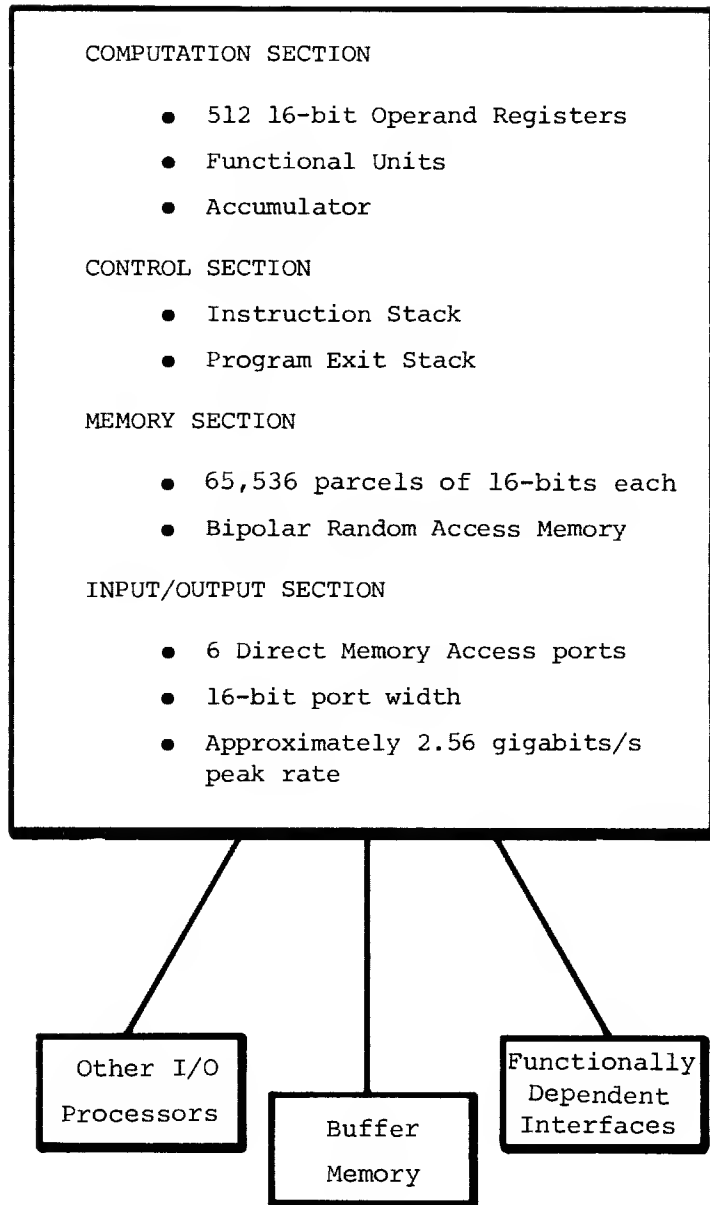 COMPUTATION SECTION
● 512 16-bit Operand Registers
● Functional Units
● Accumulator
CONTROL SECTION
● Instruction Stack
● Program Exit Stack
MEMORY SECTION
● 65,536 parcels of 16-bits each
● Bipolar Random Access Memory
INPUT/OUTPUT SECTION
● 6 Direct Memory Access ports
● 16-bit port width
● Approximately 2.56 gigabits/s
peak rate
Other I/O
Processors
Buffer
Memory
Functionally
Dependent
Interfaces